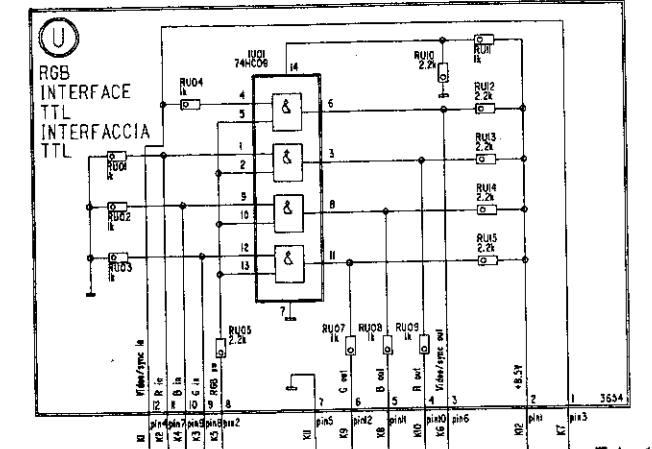 U
RGB
INTERFACE
TTL
INTERFACCIA
TTL
IU01
74HC08
14
RU04
1k
4
5
6
&
1
2
3
&
9
10
8
&
12
13
11
&
7
RU01
1k
RU02
1k
RU03
1k
RU05
2.2k
RU10
2.2k
RU11
1k
RU12
2.2k
RU13
2.2k
RU14
2.2k
RU15
2.2k
RU07
1k
RU08
1k
RU09
1k
Video/sync in
R in
B in
G in
RGB sw
G out
B out
R out
Video/sync out
+8.5V
12 11 10 9 8 7 6 5 4 3 2 1 3654
pin4 pin7 pin9 pin8 pin2 pin5 pin12 pin11 pin10 pin6 pin1 pin3
K1 K2 K4 K3 K5 K11 K9 K8 K10 K6 K12 K7